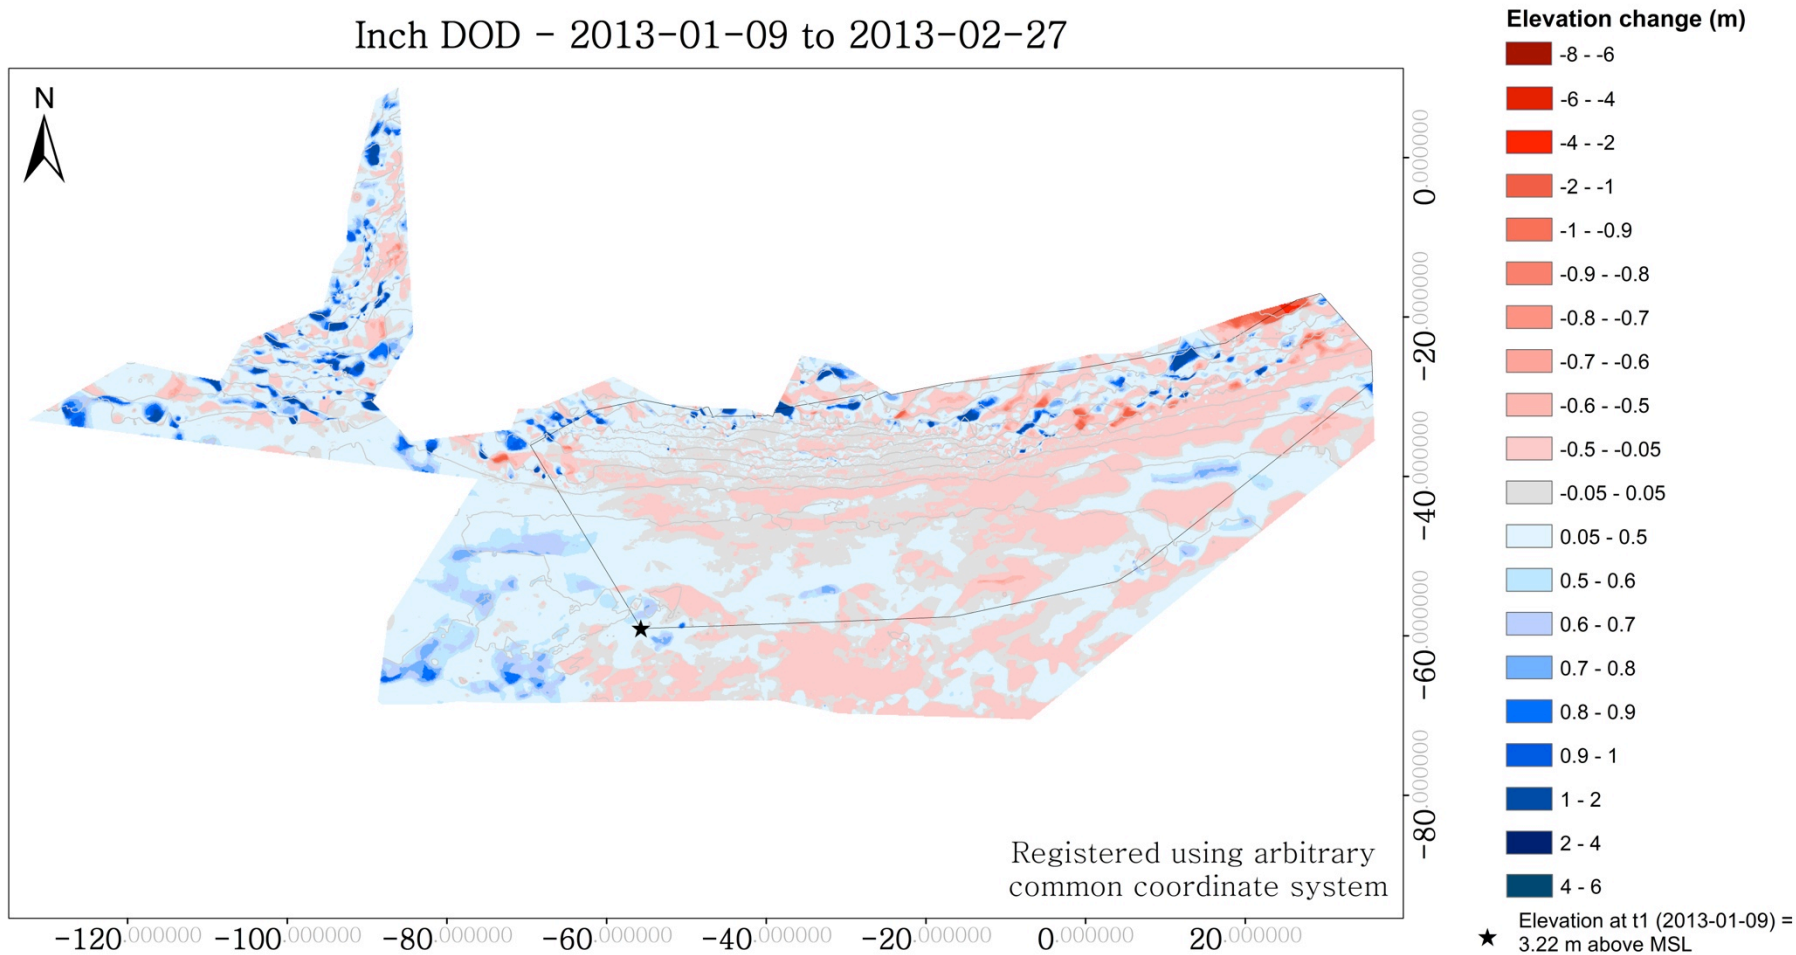 Inch DOD - 2013-01-09 to 2013-02-27
N
Registered using arbitrary
common coordinate system
-120.000000
-100.000000
-80.000000
-60.000000
-40.000000
-20.000000
0.000000
20.000000
0.000000
-20.000000
-40.000000
-60.000000
-80.000000
Elevation change (m)
-8 - -6
-6 - -4
-4 - -2
-2 - -1
-1 - -0.9
-0.9 - -0.8
-0.8 - -0.7
-0.7 - -0.6
-0.6 - -0.5
-0.5 - -0.05
-0.05 - 0.05
0.05 - 0.5
0.5 - 0.6
0.6 - 0.7
0.7 - 0.8
0.8 - 0.9
0.9 - 1
1 - 2
2 - 4
4 - 6
Elevation at t1 (2013-01-09) =
3.22 m above MSL